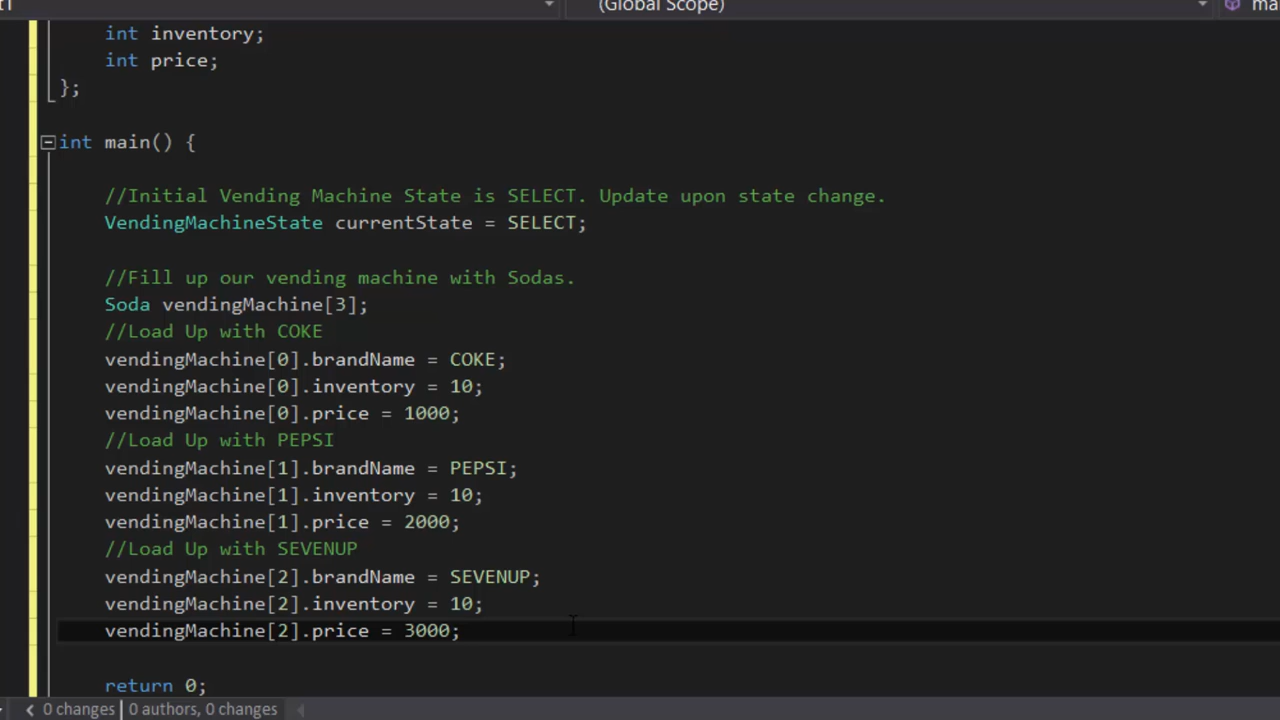 (Global Scope)
int inventory;
int price;
};
int main() {
//Initial Vending Machine State is SELECT. Update upon state change.
VendingMachineState currentState = SELECT;
//Fill up our vending machine with Sodas.
Soda vendingMachine[3];
//Load Up with COKE
vendingMachine[0].brandName = COKE;
vendingMachine[0].inventory = 10;
vendingMachine[0].price = 1000;
//Load Up with PEPSI
vendingMachine[1].brandName = PEPSI;
vendingMachine[1].inventory = 10;
vendingMachine[1].price = 2000;
//Load Up with SEVENUP
vendingMachine[2].brandName = SEVENUP;
vendingMachine[2].inventory = 10;
vendingMachine[2].price = 3000;
return 0;
0 changes | 0 authors, 0 changes